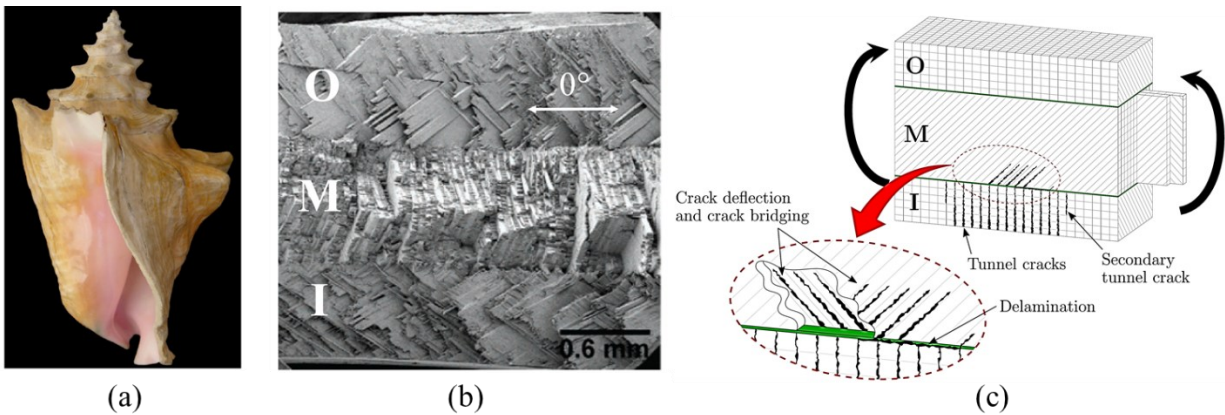 O
0°
M
I
0.6 mm
O
M
I
Crack deflection
and crack bridging
Tunnel cracks
Secondary
tunnel crack
Delamination
(a)
(b)
(c)